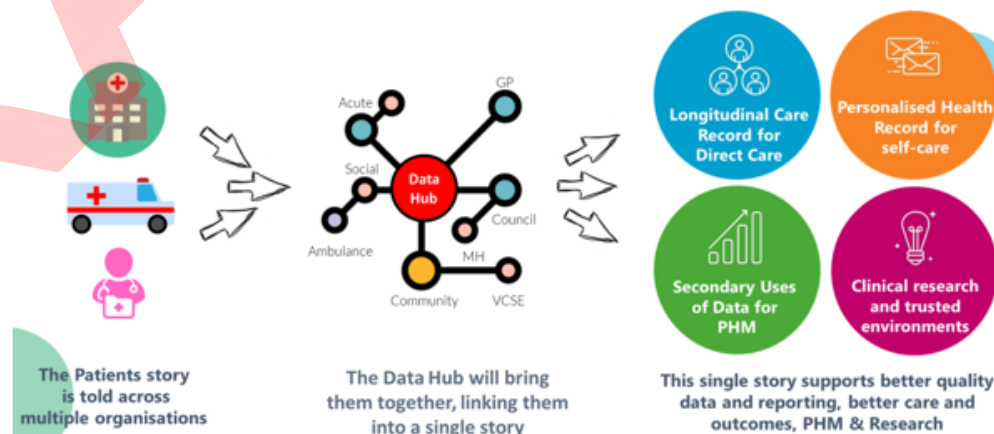 The Patients story
is told across
multiple organisations
Acute
GP
Social
Data
Hub
Ambulance
Council
MH
Community
VCSE
The Data Hub will bring
them together, linking them
into a single story
Longitudinal Care
Record for
Direct Care
Personalised Health
Record for
self-care
Secondary Uses
of Data for
PHM
Clinical research
and trusted
environments
This single story supports better quality
data and reporting, better care and
outcomes, PHM & Research